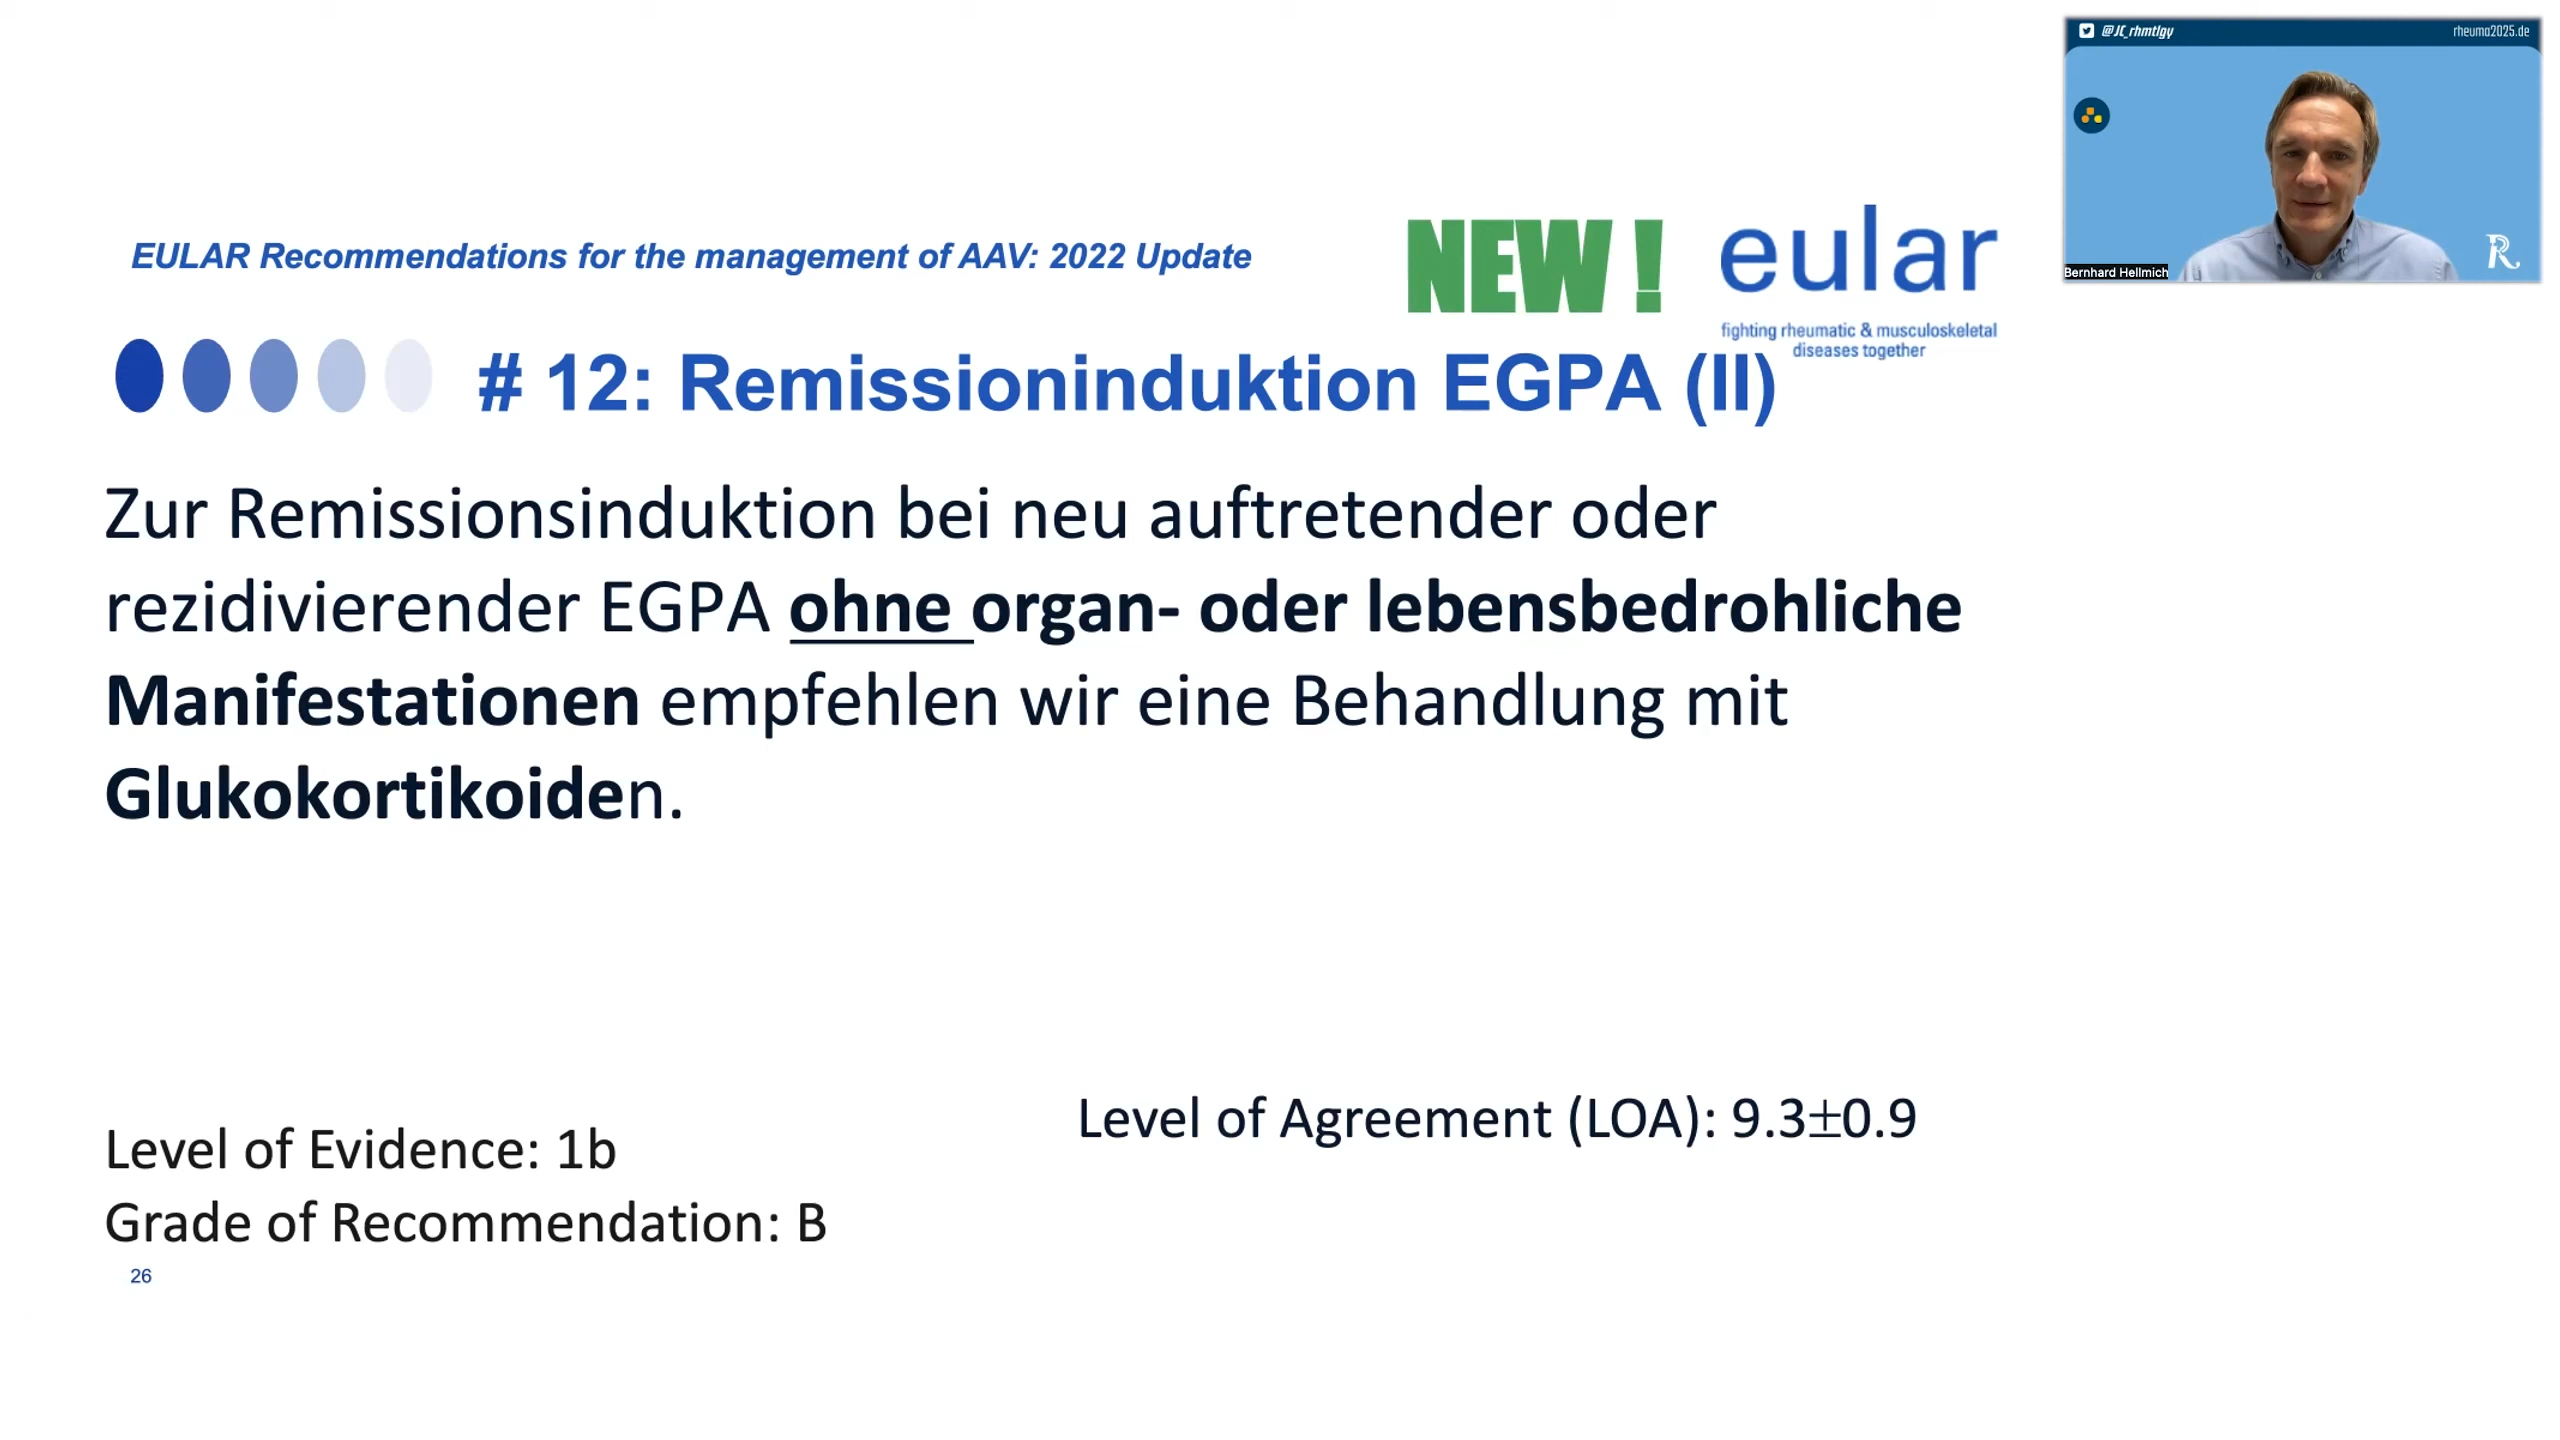 @JC_rhmtlgy
rheuma2025.de
Bernhard Hellmich
EULAR Recommendations for the management of AAV: 2022 Update
NEW !
eular
fighting rheumatic & musculoskeletal
diseases together
# 12: Remissioninduktion EGPA (II)
Zur Remissionsinduktion bei neu auftretender oder
rezidivierender EGPA ohne organ- oder lebensbedrohliche
Manifestationen empfehlen wir eine Behandlung mit
Glukokortikoiden.
Level of Agreement (LOA): 9.3±0.9
Level of Evidence: 1b
Grade of Recommendation: B
26